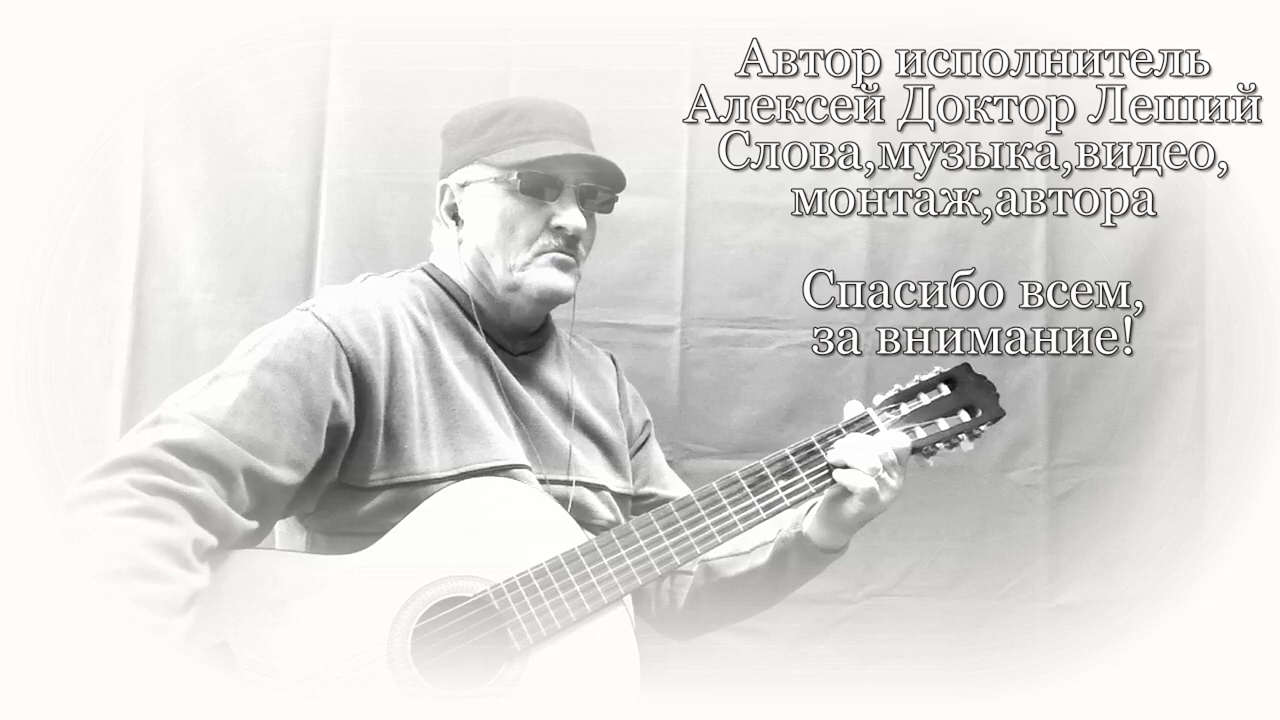 Автор исполнитель
Алексей Доктор Леший
Слова,музыка,видео,
монтаж,автора
Спасибо всем,
за внимание!